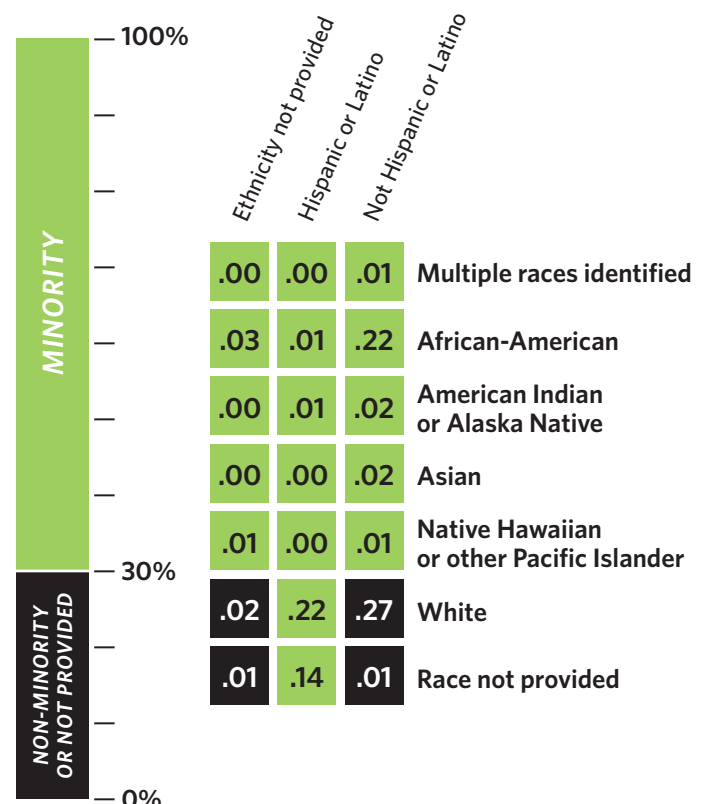 100%
MINORITY
30%
NON-MINORITY
OR NOT PROVIDED
0%
Ethnicity not provided
Hispanic or Latino
Not Hispanic or Latino
.00 .00 .01 Multiple races identified
.03 .01 .22 African-American
.00 .01 .02 American Indian
or Alaska Native
.00 .00 .02 Asian
.01 .00 .01 Native Hawaiian
or other Pacific Islander
.02 .22 .27 White
.01 .14 .01 Race not provided